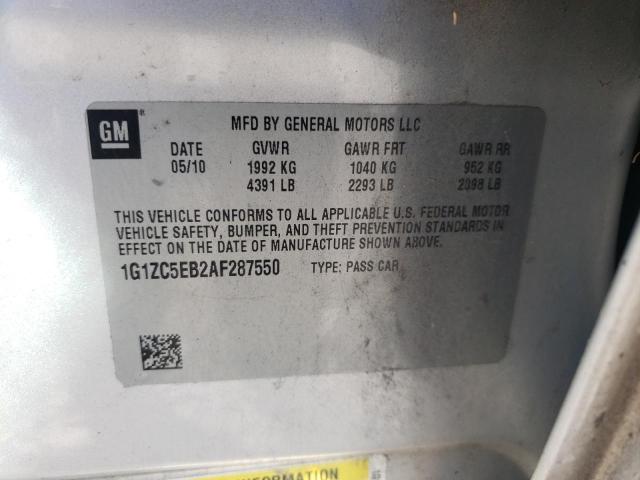 GM
MFD BY GENERAL MOTORS LLC
DATE GVWR GAWR FRT GAWR RR
05/10 1992 KG 1040 KG 952 KG
4391 LB 2293 LB 2098 LB
THIS VEHICLE CONFORMS TO ALL APPLICABLE U.S. FEDERAL MOTOR
VEHICLE SAFETY, BUMPER, AND THEFT PREVENTION STANDARDS IN
EFFECT ON THE DATE OF MANUFACTURE SHOWN ABOVE.
1G1ZC5EB2AF287550 TYPE: PASS CAR
INFORMATION